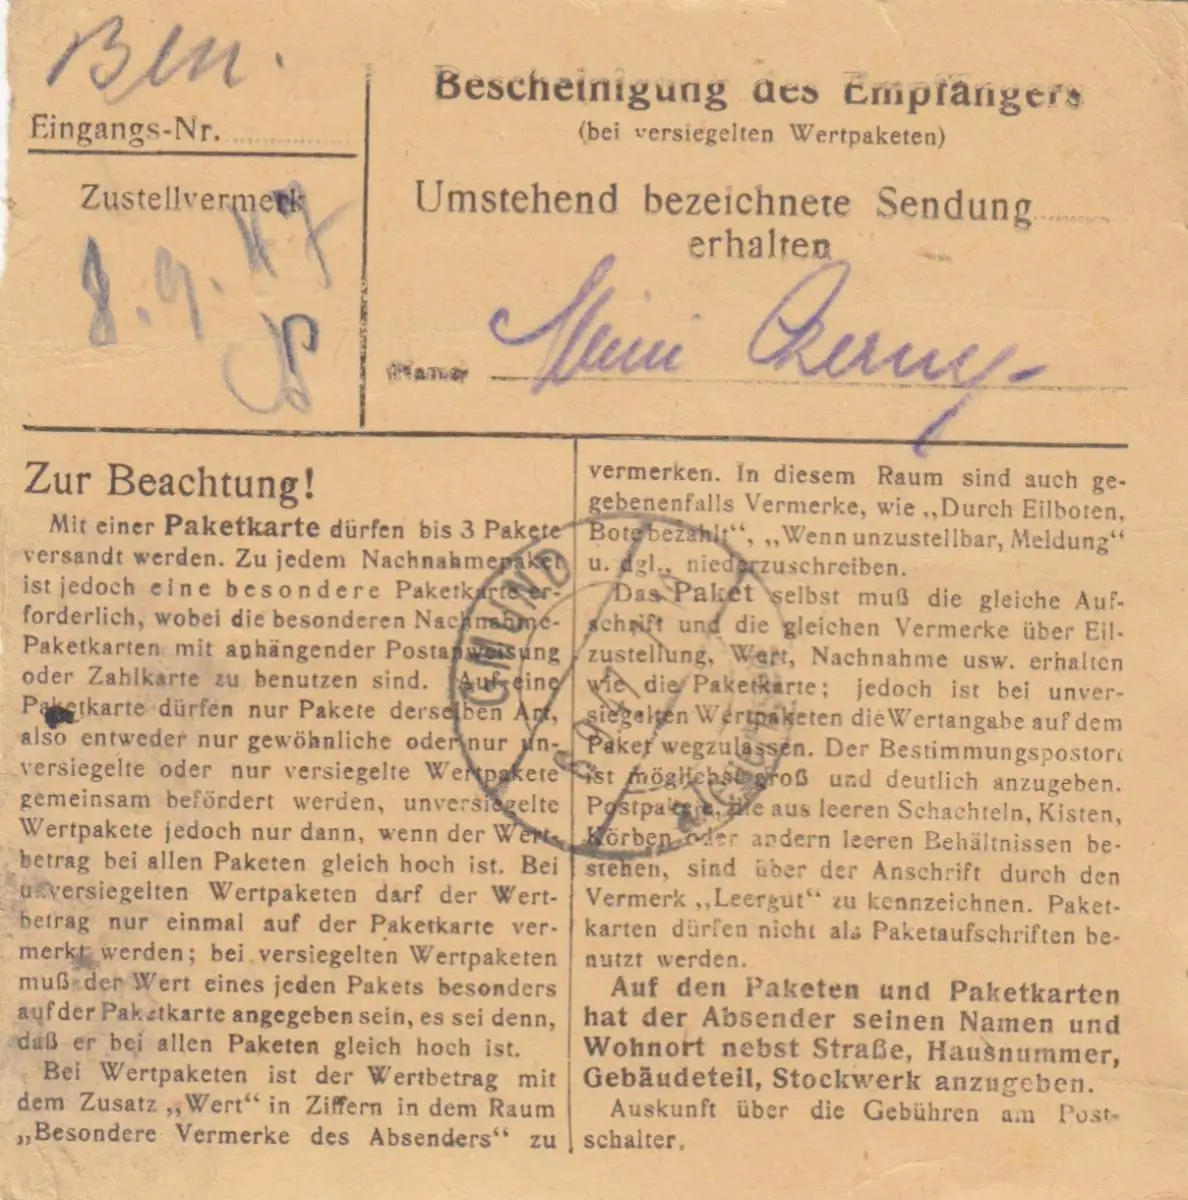 Ben.
Eingangs-Nr.
Zustellvermerk
8.9.47
Bescheinigung des Empfängers
(bei versiegelten Wertpaketen)
Umstehend bezeichnete Sendung
erhalten
Name
Zur Beachtung!
Mit einer Paketkarte dürfen bis 3 Pakete
versandt werden. Zu jedem Nachnahmepaket
ist jedoch eine besondere Paketkarte er-
forderlich, wobei die besonderen Nachnahme-
Paketkarten mit anhängender Postanweisung
oder Zahlkarte zu benutzen sind. Auf eine
Paketkarte dürfen nur Pakete derselben Art,
also entweder nur gewöhnliche oder nur un-
versiegelte oder nur versiegelte Wertpakete
gemeinsam befördert werden, unversiegelte
Wertpakete jedoch nur dann, wenn der Wert-
betrag bei allen Paketen gleich hoch ist. Bei
unversiegelten Wertpaketen darf der Wert-
betrag nur einmal auf der Paketkarte ver-
merkt werden; bei versiegelten Wertpaketen
muß der Wert eines jeden Pakets besonders
auf der Paketkarte angegeben sein, es sei denn,
daß er bei allen Paketen gleich hoch ist.
Bei Wertpaketen ist der Wertbetrag mit
dem Zusatz „Wert“ in Ziffern in dem Raum
„Besondere Vermerke des Absenders“ zu
vermerken. In diesem Raum sind auch ge-
gebenenfalls Vermerke, wie „Durch Eilboten,
Bote bezahlt“, „Wenn unzustellbar, Meldung“
u. dgl., niederzuschreiben.
Das Paket selbst muß die gleiche Auf-
schrift und die gleichen Vermerke über Eil-
zustellung, Wert, Nachnahme usw. erhalten
wie die Paketkarte; jedoch ist bei unver-
siegelten Wertpaketen die Wertangabe auf dem
Paket wegzulassen. Der Bestimmungspostort
ist möglichst groß und deutlich anzugeben.
Postpakete, die aus leeren Schachteln, Kisten,
Körben oder andern leeren Behältnissen be-
stehen, sind über der Anschrift durch den
Vermerk „Leergut“ zu kennzeichnen. Paket-
karten dürfen nicht als Paketaufschriften be-
nutzt werden.
Auf den Paketen und Paketkarten
hat der Absender seinen Namen und
Wohnort nebst Straße, Hausnummer,
Gebäudeteil, Stockwerk anzugeben.
Auskunft über die Gebühren am Post-
schalter.
GMUND